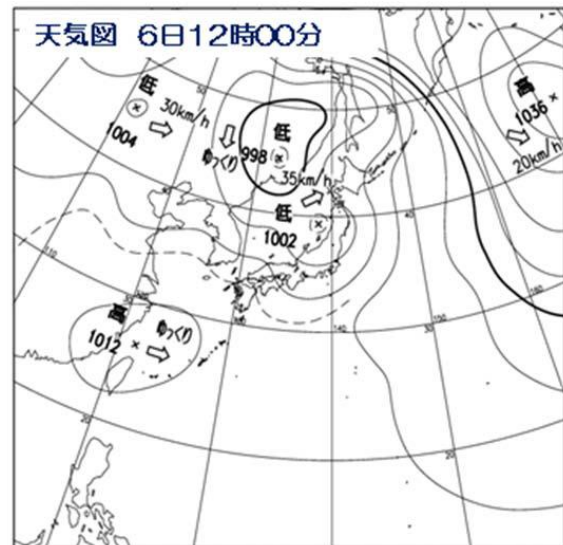 天気図 6日12時00分
低
30km/h
1004
高
1036
20km/h
低
998
ゆっくり
35km/h
低
1002
高
1012
ゆっくり